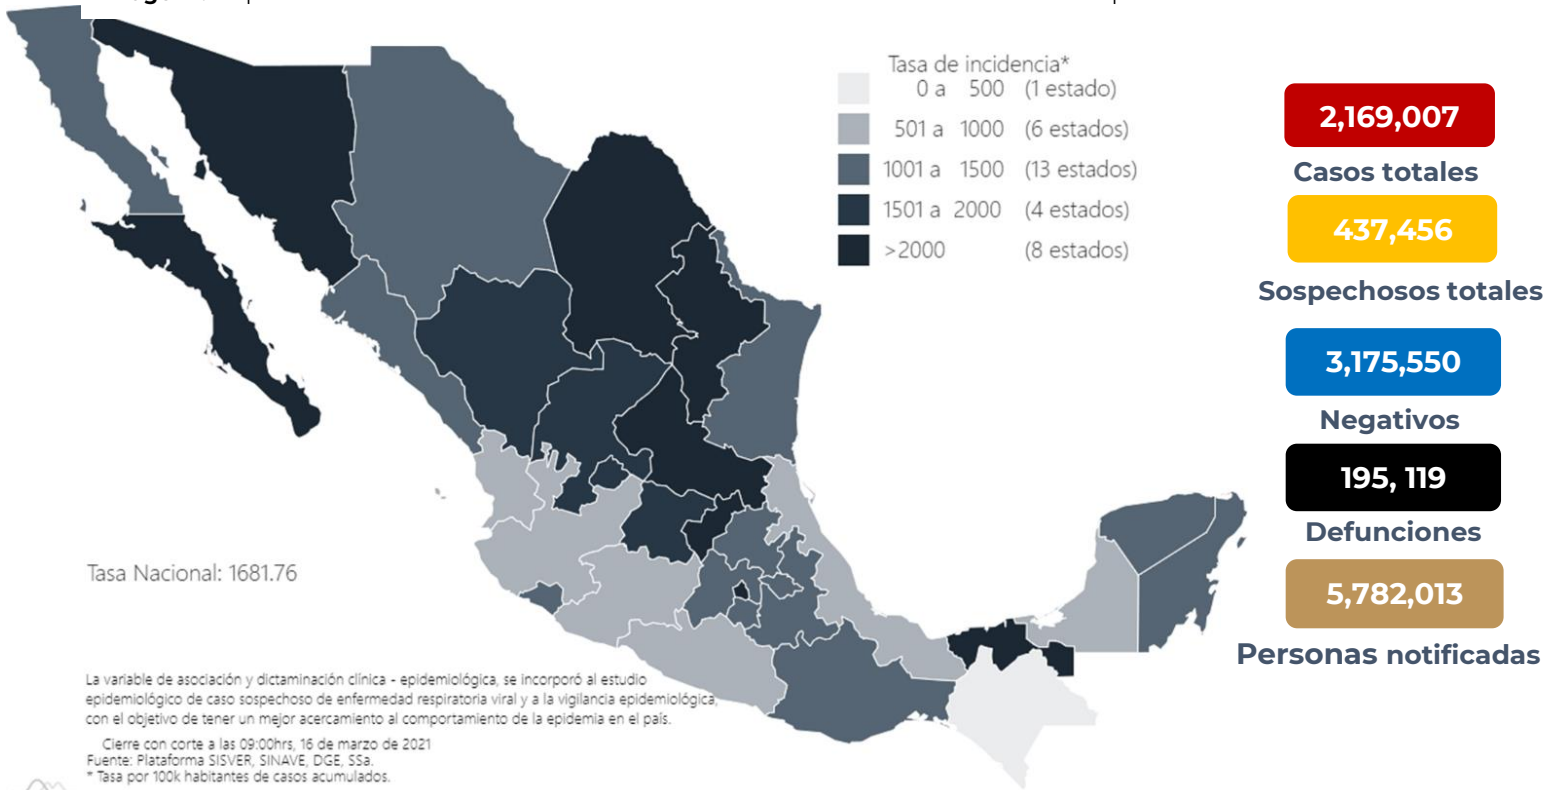 Tasa de incidencia*
0 a 500 (1 estado)
501 a 1000 (6 estados)
1001 a 1500 (13 estados)
1501 a 2000 (4 estados)
>2000 (8 estados)
2,169,007
Casos totales
437,456
Sospechosos totales
3,175,550
Negativos
195, 119
Defunciones
5,782,013
Personas notificadas
Tasa Nacional: 1681.76
La variable de asociación y dictaminación clínica - epidemiológica, se incorporó al estudio
epidemiológico de caso sospechoso de enfermedad respiratoria viral y a la vigilancia epidemiológica,
con el objetivo de tener un mejor acercamiento al comportamiento de la epidemia en el país.
Cierre con corte a las 09:00hrs, 16 de marzo de 2021
Fuente: Plataforma SISVER, SINAVE, DGE, SSa.
* Tasa por 100k habitantes de casos acumulados.